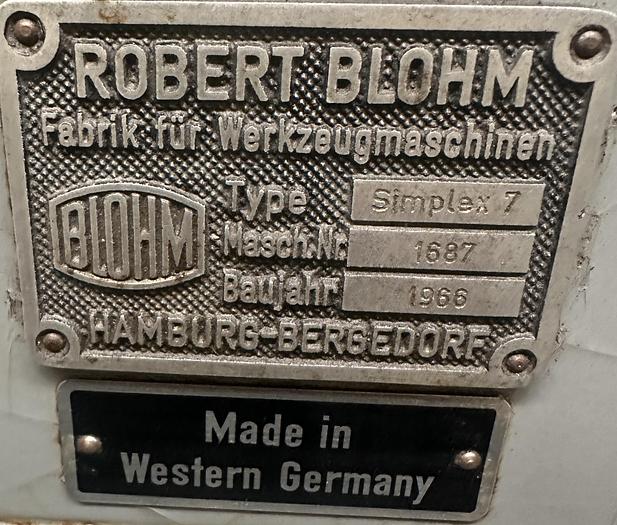 ROBERT BLOHM
Fabrik für Werkzeugmaschinen
BLOHM
Type Simplex 7
Masch.Nr. 1687
Baujahr 1966
HAMBURG-BERGEDORF
Made in
Western Germany